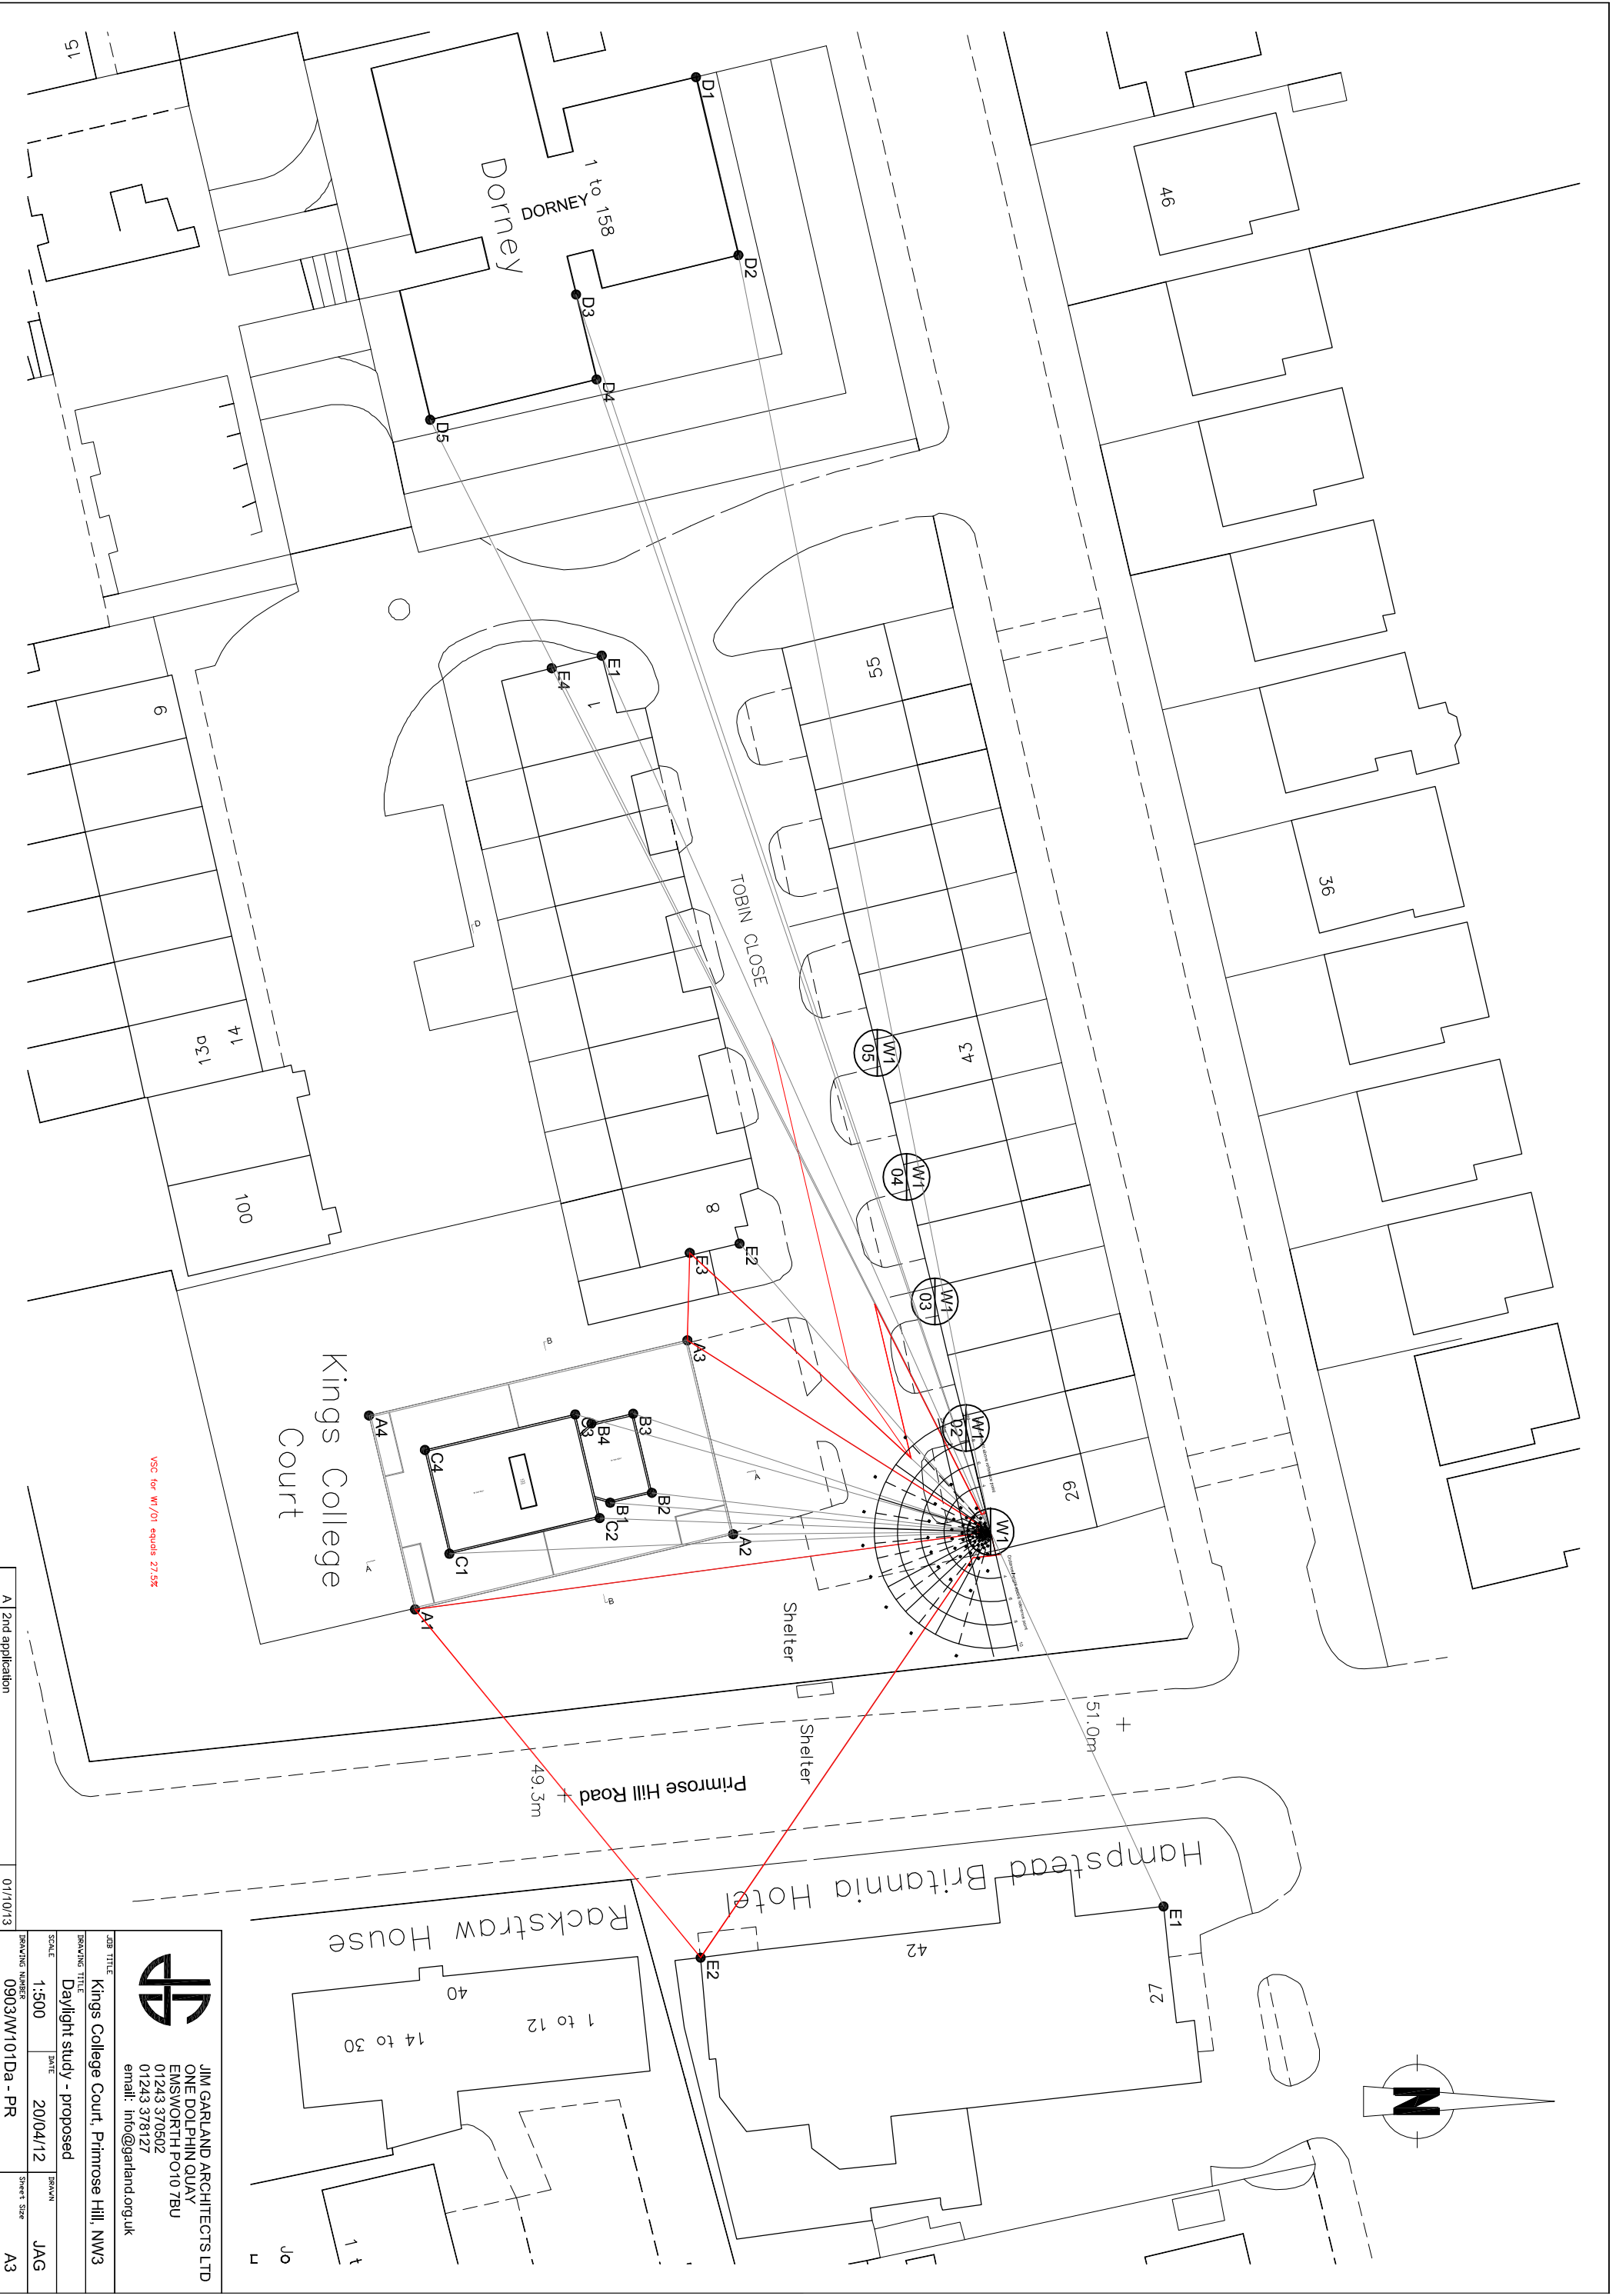 15
46
D1
D2
1 to 158
DORNEY
Dorney
D3
D4
D5
E1
E4
1
55
9
36
TOBIN CLOSE
D
14
13a
43
W1
05
W1
04
W1
03
W1
02
W1
100
8
E2
E3
A3
29
B
Kings College
Court
A4
C4
C3
B4
B3
B2
B1
C2
C1
A2
A
A
B
A1
VSC for W1/01 equals 27.5%
Shelter
Shelter
51.0m
49.3m
Primrose Hill Road
Hampstead Britannia Hotel
Rackstraw House
E1
E2
42
27
40
1 to 12
14 to 30
N
1 t
Jo
A 2nd application 01/10/13
JIM GARLAND ARCHITECTS LTD
ONE DOLPHIN QUAY
EMSWORTH PO10 7BU
01243 370502
01243 378127
email: info@garland.org.uk
JOB TITLE
Kings College Court, Primrose Hill, NW3
DRAWING TITLE
Daylight study - proposed
SCALE
1:500
DATE
20/04/12
DRAWN
JAG
DRAWING NUMBER
0903/W101Da - PR
Sheet Size
A3